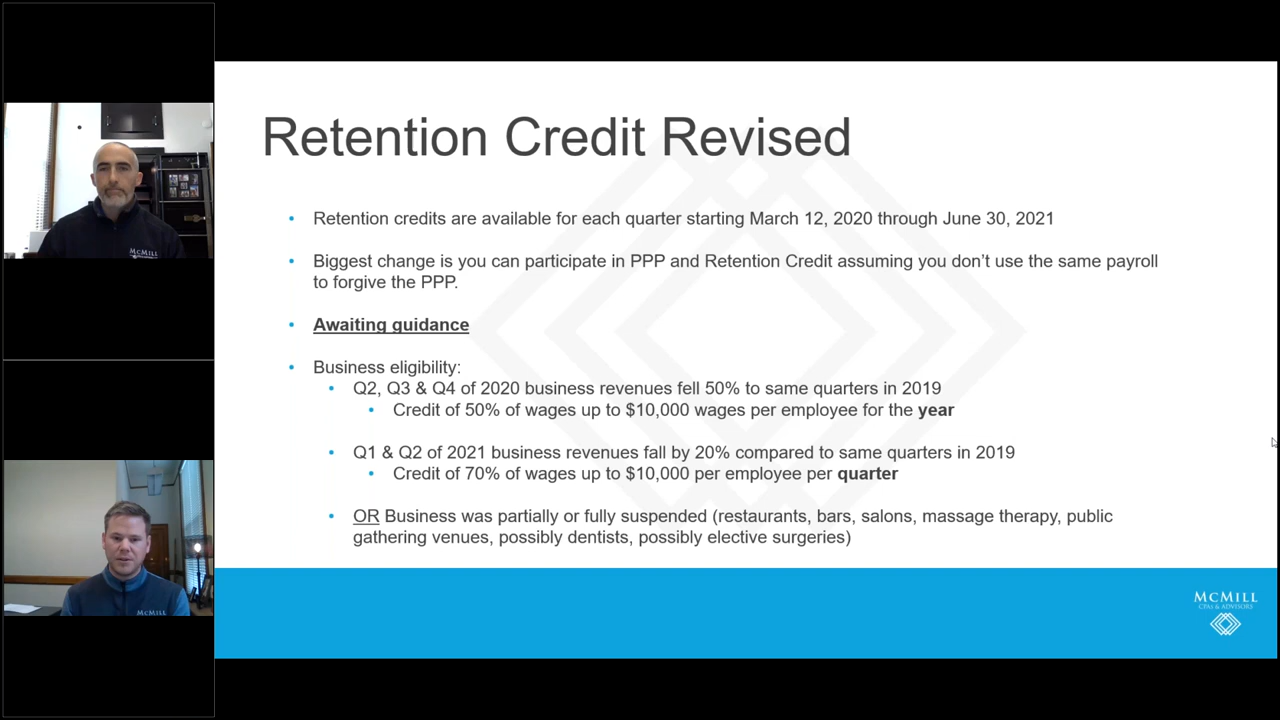 Retention Credit Revised
• Retention credits are available for each quarter starting March 12, 2020 through June 30, 2021
• Biggest change is you can participate in PPP and Retention Credit assuming you don’t use the same payroll
to forgive the PPP.
• Awaiting guidance
• Business eligibility:
• Q2, Q3 & Q4 of 2020 business revenues fell 50% to same quarters in 2019
• Credit of 50% of wages up to $10,000 wages per employee for the year
• Q1 & Q2 of 2021 business revenues fall by 20% compared to same quarters in 2019
• Credit of 70% of wages up to $10,000 per employee per quarter
• OR Business was partially or fully suspended (restaurants, bars, salons, massage therapy, public
gathering venues, possibly dentists, possibly elective surgeries)
MCMILL
CPAS & ADVISORS
MCMILL
MCMILL